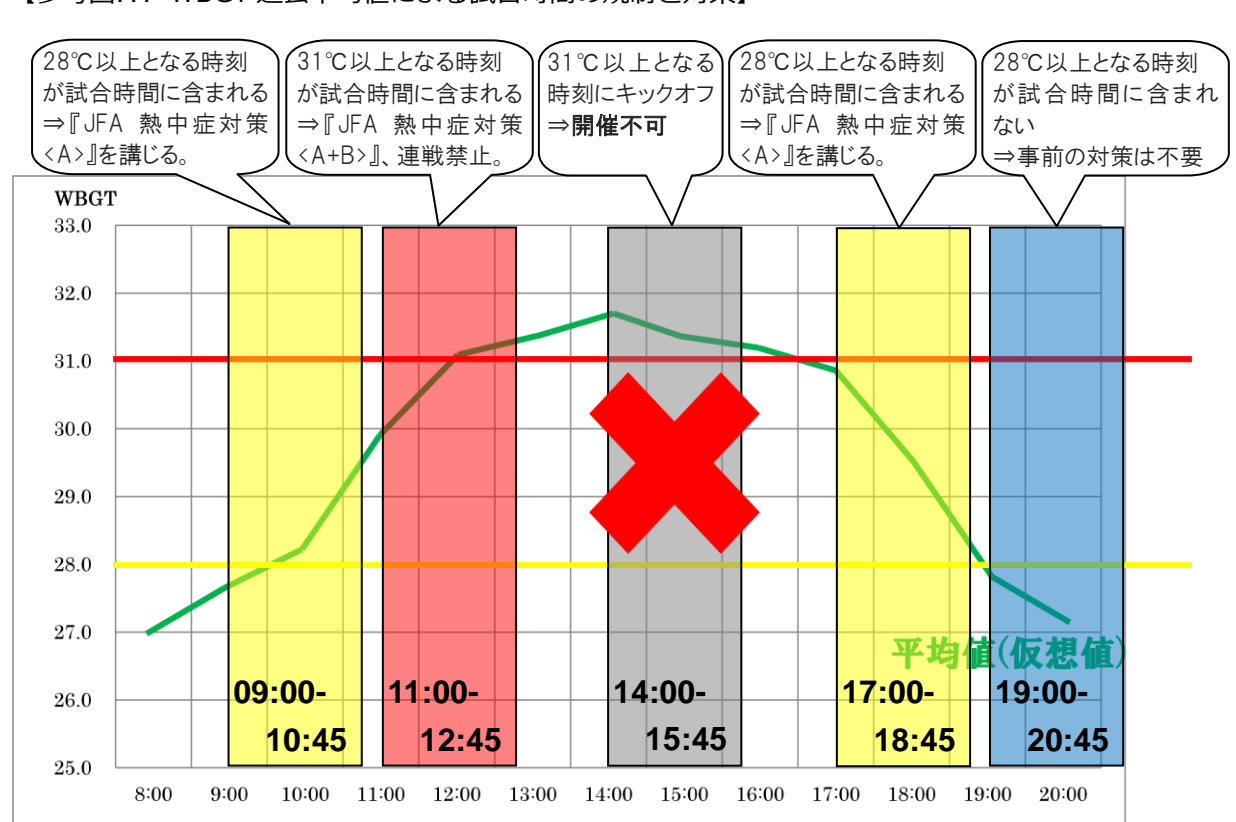 28℃以上となる時刻
が試合時間に含まれる
⇒『JFA 熱中症対策
<A>』を講じる。
31℃以上となる時刻
が試合時間に含まれる
⇒『JFA 熱中症対策
<A+B>』、連戦禁止。
31℃以上となる
時刻にキックオフ
⇒開催不可
28℃以上となる時刻
が試合時間に含まれる
⇒『JFA 熱中症対策
<A>』を講じる。
28℃以上となる時刻
が試合時間に含まれ
ない
⇒事前の対策は不要
WBGT
33.0
32.0
31.0
30.0
29.0
28.0
27.0
26.0
25.0
平均値(仮想値)
09:00-
10:45
11:00-
12:45
14:00-
15:45
17:00-
18:45
19:00-
20:45
8:00 9:00 10:00 11:00 12:00 13:00 14:00 15:00 16:00 17:00 18:00 19:00 20:00